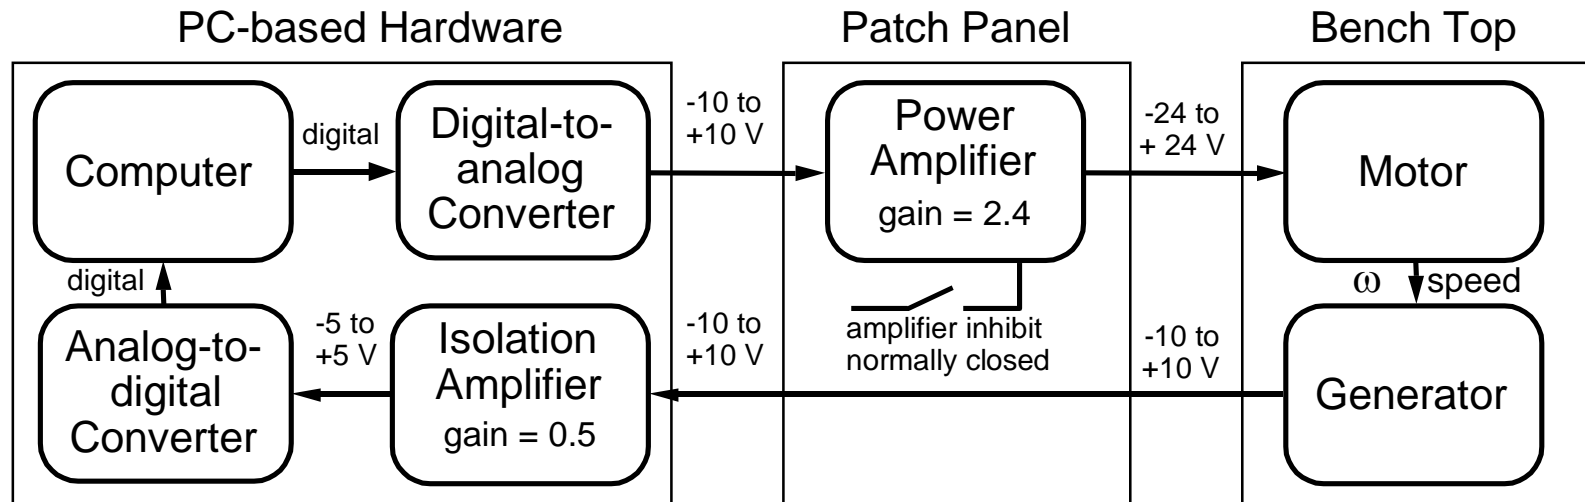 PC-based Hardware
Patch Panel
Bench Top
Computer
digital
Digital-to-
analog
Converter
-10 to
+10 V
Power
Amplifier
gain = 2.4
-24 to
+ 24 V
Motor
digital
ω
speed
amplifier inhibit
normally closed
Analog-to-
digital
Converter
-5 to
+5 V
Isolation
Amplifier
gain = 0.5
-10 to
+10 V
-10 to
+10 V
Generator